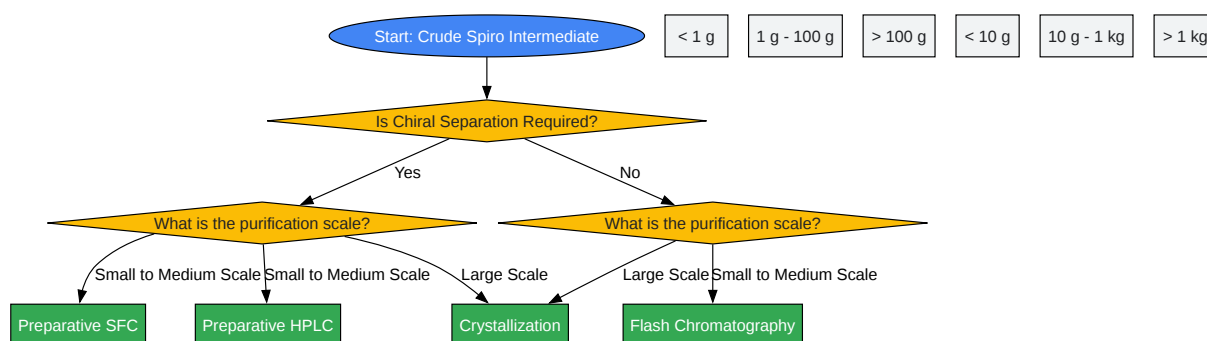 Start: Crude Spiro Intermediate
< 1 g
1 g - 100 g
> 100 g
< 10 g
10 g - 1 kg
> 1 kg
Is Chiral Separation Required?
Yes
No
What is the purification scale?
What is the purification scale?
Small to Medium Scale
Small to Medium Scale
Large Scale
Large Scale
Small to Medium Scale
Preparative SFC
Preparative HPLC
Crystallization
Flash Chromatography